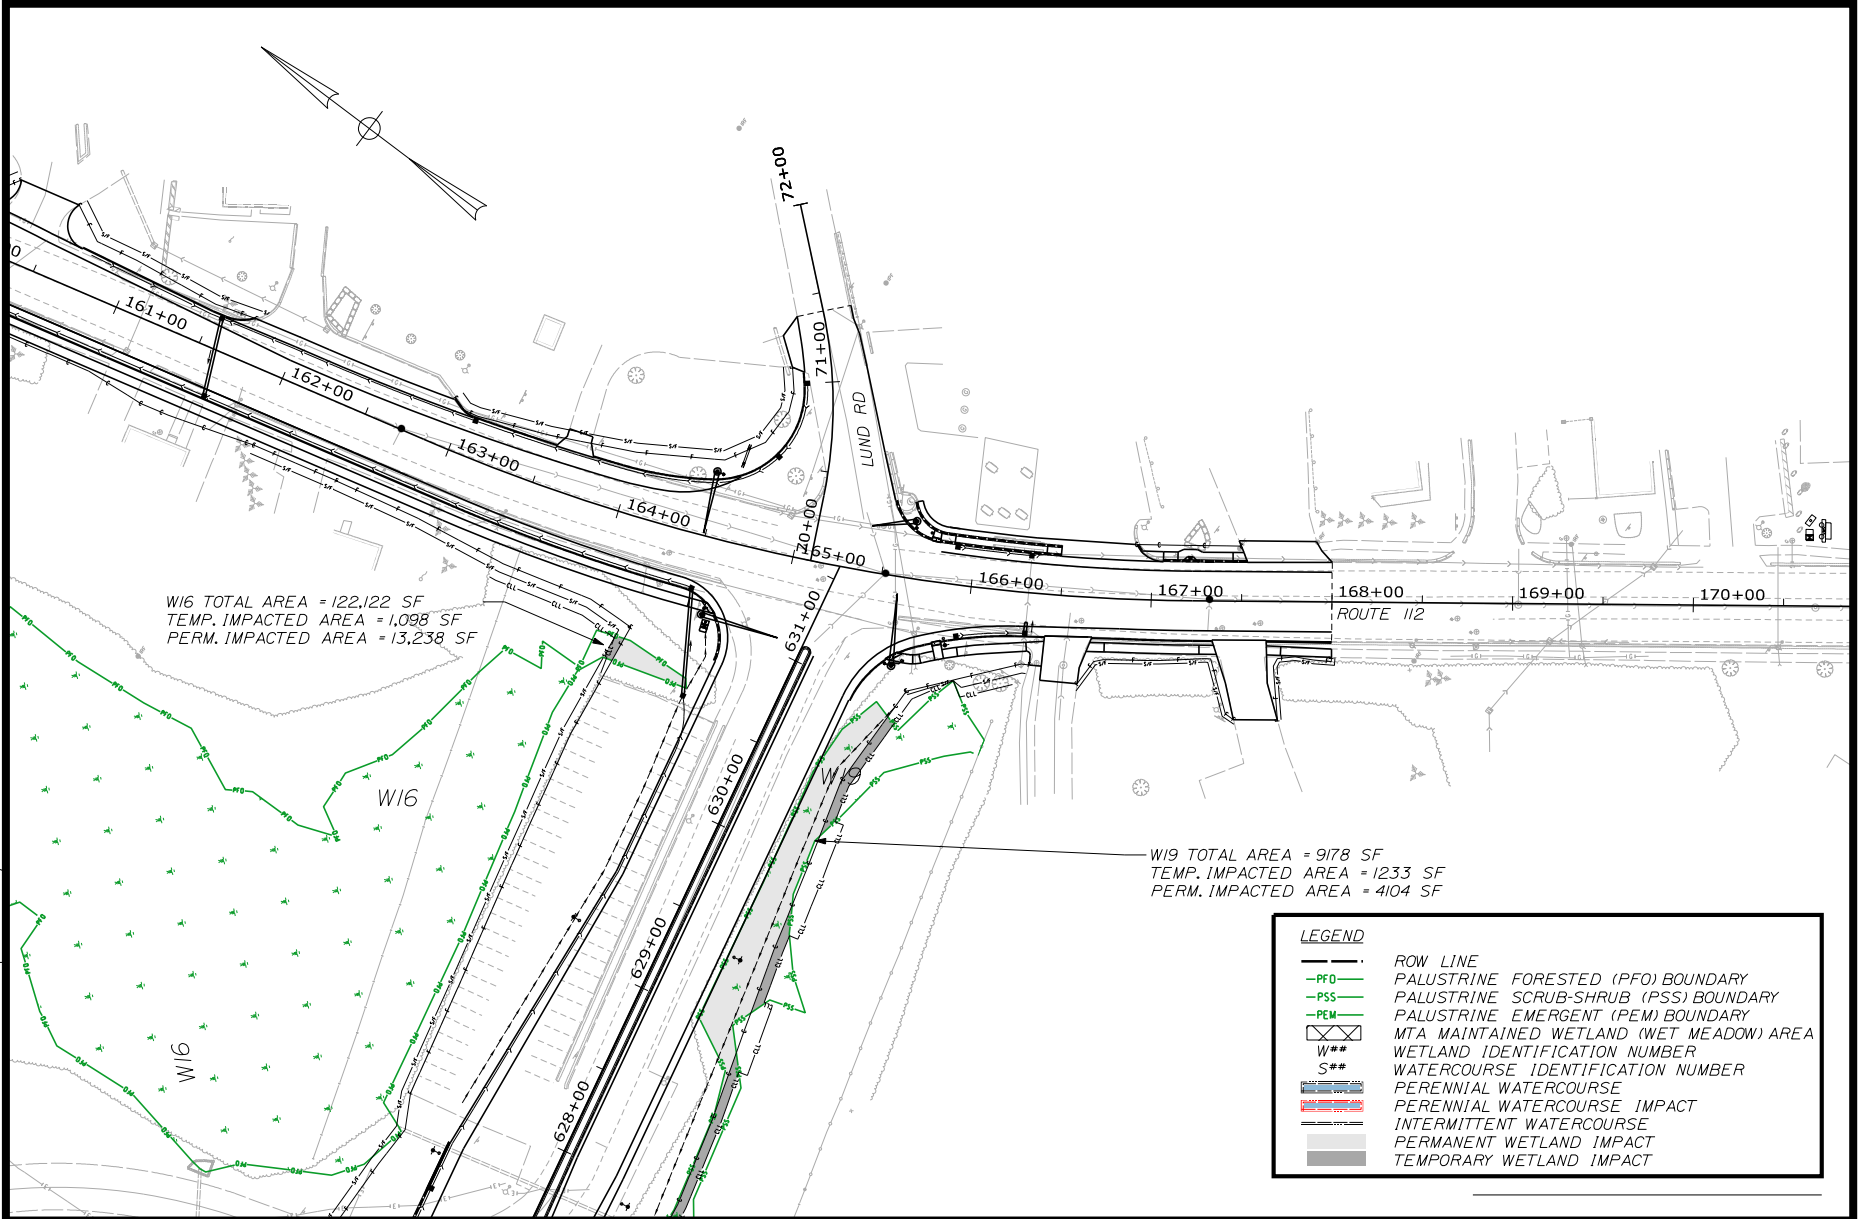 72+00
161+00
71+00
162+00
LUND RD
163+00
164+00
70+00
165+00
166+00
167+00
168+00
169+00
170+00
ROUTE 112
631+00
W16 TOTAL AREA = 122,122 SF
TEMP. IMPACTED AREA = 1,098 SF
PERM. IMPACTED AREA = 13,238 SF
W16
W19
630+00
W19 TOTAL AREA = 9178 SF
TEMP. IMPACTED AREA = 1233 SF
PERM. IMPACTED AREA = 4104 SF
629+00
W16
628+00
LEGEND
ROW LINE
PFO PALUSTRINE FORESTED (PFO) BOUNDARY
PSS PALUSTRINE SCRUB-SHRUB (PSS) BOUNDARY
PEM PALUSTRINE EMERGENT (PEM) BOUNDARY
MTA MAINTAINED WETLAND (WET MEADOW) AREA
W## WETLAND IDENTIFICATION NUMBER
S## WATERCOURSE IDENTIFICATION NUMBER
PERENNIAL WATERCOURSE
PERENNIAL WATERCOURSE IMPACT
INTERMITTENT WATERCOURSE
PERMANENT WETLAND IMPACT
TEMPORARY WETLAND IMPACT